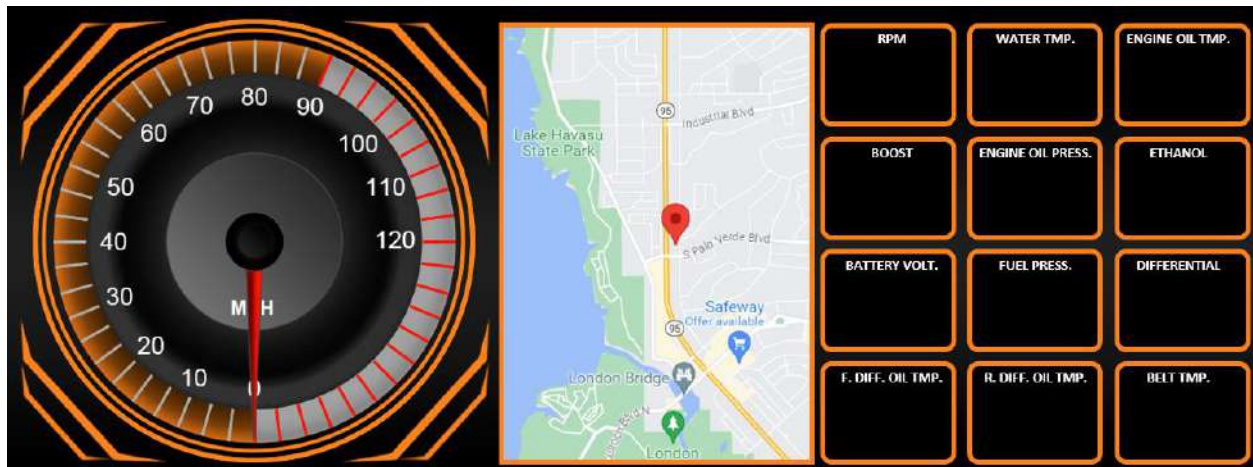 80
70
90
60
100
50
110
40
120
30
MPH
20
10
0
95
Industrial Blvd
Lake Havasu
State Park
S Palo Verde Blvd
Safeway
Offer available
95
London Bridge
Blvd N
London
RPM
WATER TMP.
ENGINE OIL TMP.
BOOST
ENGINE OIL PRESS.
ETHANOL
BATTERY VOLT.
FUEL PRESS.
DIFFERENTIAL
F. DIFF. OIL TMP.
R. DIFF. OIL TMP.
BELT TMP.